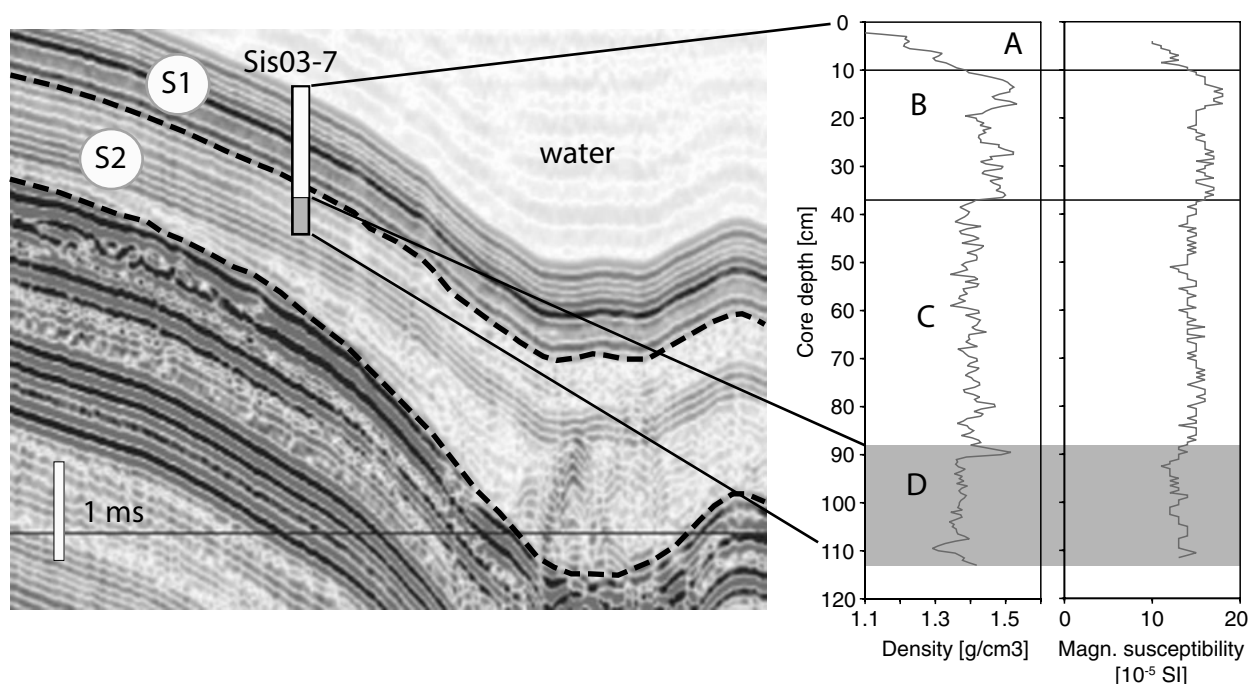 Sis03-7
S1
S2
water
1 ms
0
10
20
30
40
50
60
70
80
90
100
110
120
Core depth [cm]
A
B
C
D
1.1
1.3
1.5
Density [g/cm3]
0
10
20
Magn. susceptibility
[10⁻⁵ SI]